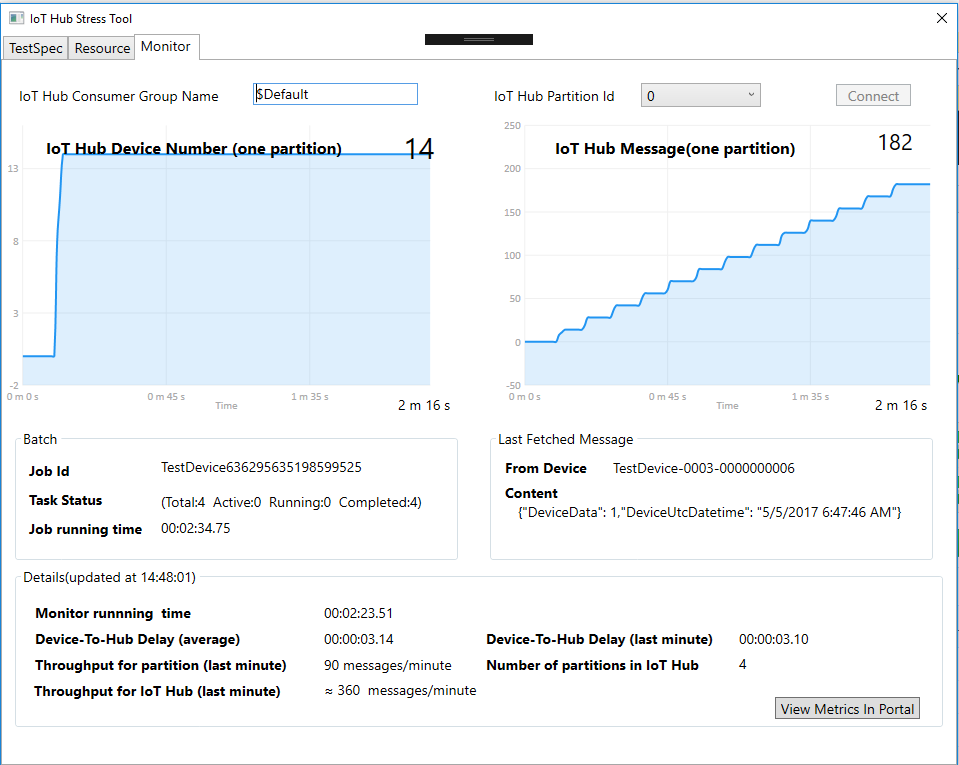 IoT Hub Stress Tool
TestSpec Resource Monitor
IoT Hub Consumer Group Name $Default IoT Hub Partition Id 0 Connect
IoT Hub Device Number (one partition) 14
13
8
3
-2
0 m 0 s 0 m 45 s 1 m 35 s
Time
2 m 16 s
IoT Hub Message(one partition) 182
250
200
150
100
50
0
-50
0 m 0 s 0 m 45 s 1 m 35 s
Time
2 m 16 s
Batch
Job Id TestDevice636295635198599525
Task Status (Total:4 Active:0 Running:0 Completed:4)
Job running time 00:02:34.75
Last Fetched Message
From Device TestDevice-0003-0000000006
Content
{"DeviceData": 1,"DeviceUtcDatetime": "5/5/2017 6:47:46 AM"}
Details(updated at 14:48:01)
Monitor runnning time 00:02:23.51
Device-To-Hub Delay (average) 00:00:03.14 Device-To-Hub Delay (last minute) 00:00:03.10
Throughput for partition (last minute) 90 messages/minute Number of partitions in IoT Hub 4
Throughput for IoT Hub (last minute) ≈ 360 messages/minute
View Metrics In Portal